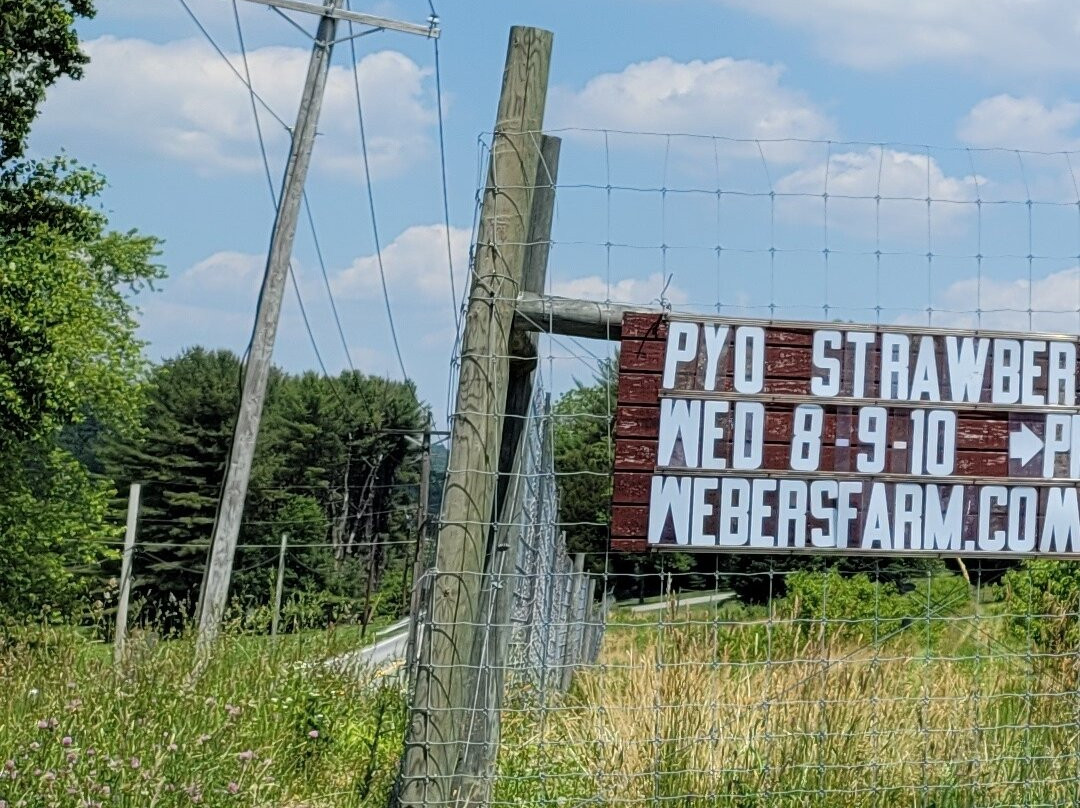 PYO STRAWBER
WED 8-9-10 → P
WEBERSFARM.COM